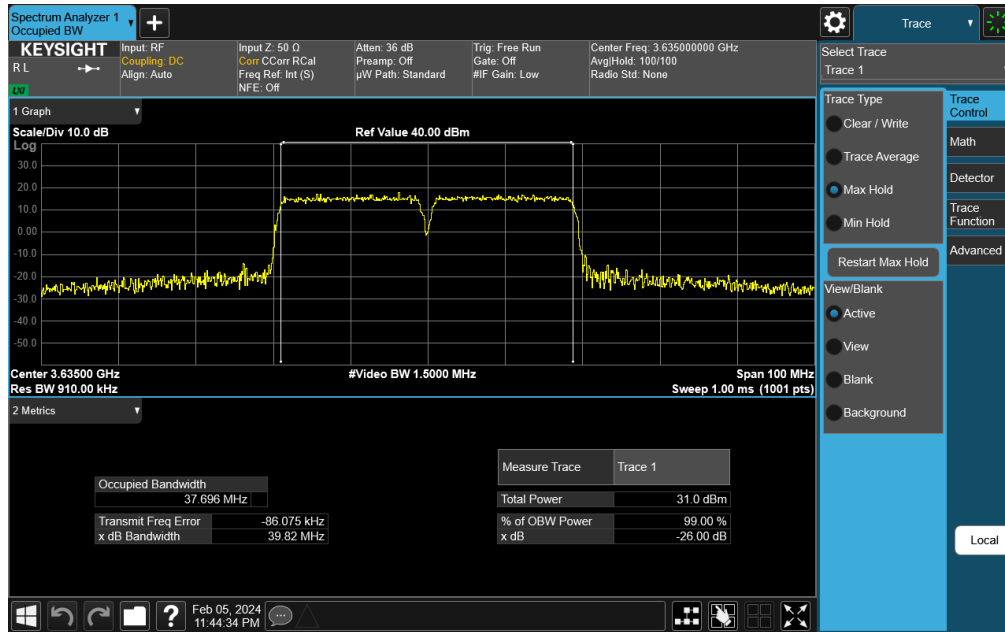 Spectrum Analyzer 1
Occupied BW
KEYSIGHT
R L
LXI
Input: RF
Coupling: DC
Align: Auto
Input Z: 50 Ω
Corr CCorr RCal
Freq Ref: Int (S)
NFE: Off
Atten: 36 dB
Preamp: Off
µW Path: Standard
Trig: Free Run
Gate: Off
#IF Gain: Low
Center Freq: 3.635000000 GHz
Avg|Hold: 100/100
Radio Std: None
1 Graph
Scale/Div 10.0 dB
Ref Value 40.00 dBm
Log
30.0
20.0
10.0
0.00
-10.0
-20.0
-30.0
-40.0
-50.0
Center 3.63500 GHz
#Video BW 1.5000 MHz
Span 100 MHz
Res BW 910.00 kHz
Sweep 1.00 ms (1001 pts)
2 Metrics
Occupied Bandwidth
37.696 MHz
Transmit Freq Error -86.075 kHz
x dB Bandwidth 39.82 MHz
Measure Trace Trace 1
Total Power 31.0 dBm
% of OBW Power 99.00 %
x dB -26.00 dB
Feb 05, 2024
11:44:34 PM
Trace
Select Trace
Trace 1
Trace Type
Clear / Write
Trace Average
Max Hold
Min Hold
Restart Max Hold
View/Blank
Active
View
Blank
Background
Trace
Control
Math
Detector
Trace
Function
Advanced
Local